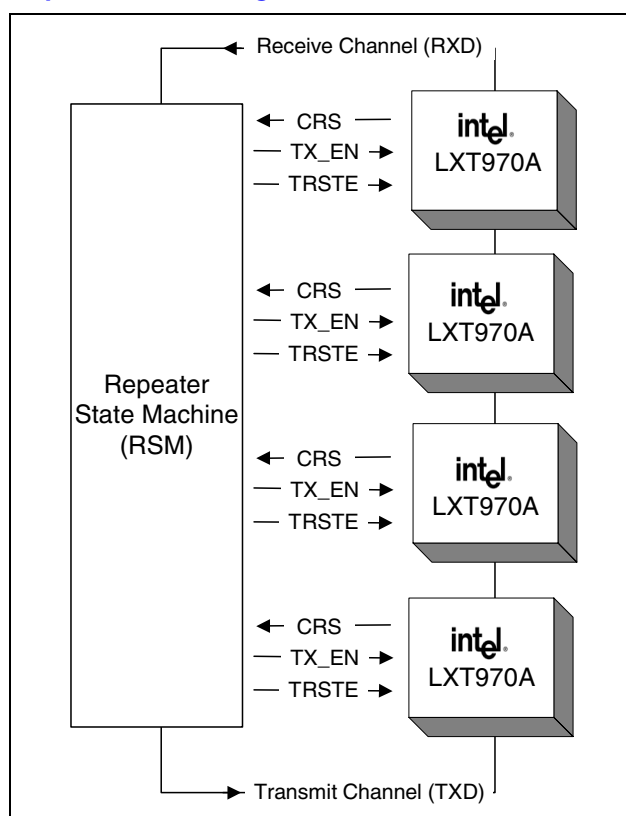 Receive Channel (RXD)
CRS
TX_EN
TRSTE
intel.
LXT970A
CRS
TX_EN
TRSTE
intel.
LXT970A
Repeater
State Machine
(RSM)
CRS
TX_EN
TRSTE
intel.
LXT970A
CRS
TX_EN
TRSTE
intel.
LXT970A
Transmit Channel (TXD)